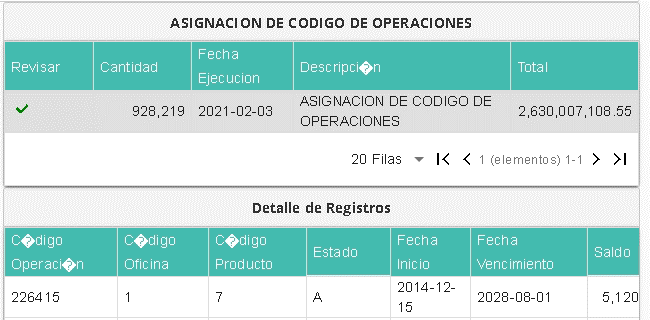 ASIGNACION DE CODIGO DE OPERACIONES
Revisar Cantidad Fecha Ejecucion Descripci�n Total
928,219 2021-02-03 ASIGNACION DE CODIGO DE OPERACIONES 2,630,007,108.55
20 Filas 1 (elementos) 1-1
Detalle de Registros
C�digo Operaci�n C�digo Oficina C�digo Producto Estado Fecha Inicio Fecha Vencimiento Saldo
226415 1 7 A 2014-12-15 2028-08-01 5,120